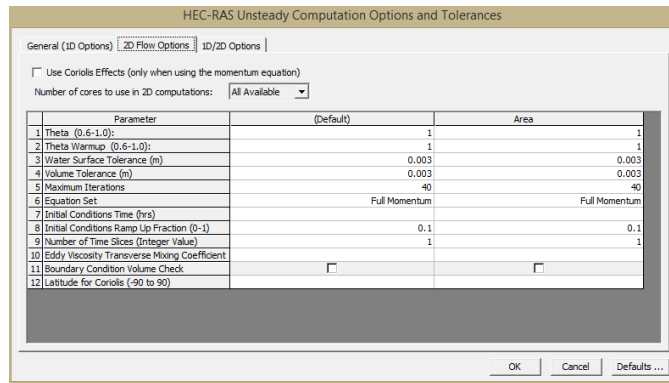 HEC-RAS Unsteady Computation Options and Tolerances
General (1D Options) 2D Flow Options 1D/2D Options
Use Coriolis Effects (only when using the momentum equation)
Number of cores to use in 2D computations: All Available
Parameter (Default) Area
1 Theta (0.6-1.0): 1 1
2 Theta Warmup (0.6-1.0): 1 1
3 Water Surface Tolerance (m) 0.003 0.003
4 Volume Tolerance (m) 0.003 0.003
5 Maximum Iterations 40 40
6 Equation Set Full Momentum Full Momentum
7 Initial Conditions Time (hrs)
8 Initial Conditions Ramp Up Fraction (0-1) 0.1 0.1
9 Number of Time Slices (Integer Value) 1 1
10 Eddy Viscosity Transverse Mixing Coefficient
11 Boundary Condition Volume Check
12 Latitude for Coriolis (-90 to 90)
OK Cancel Defaults ...